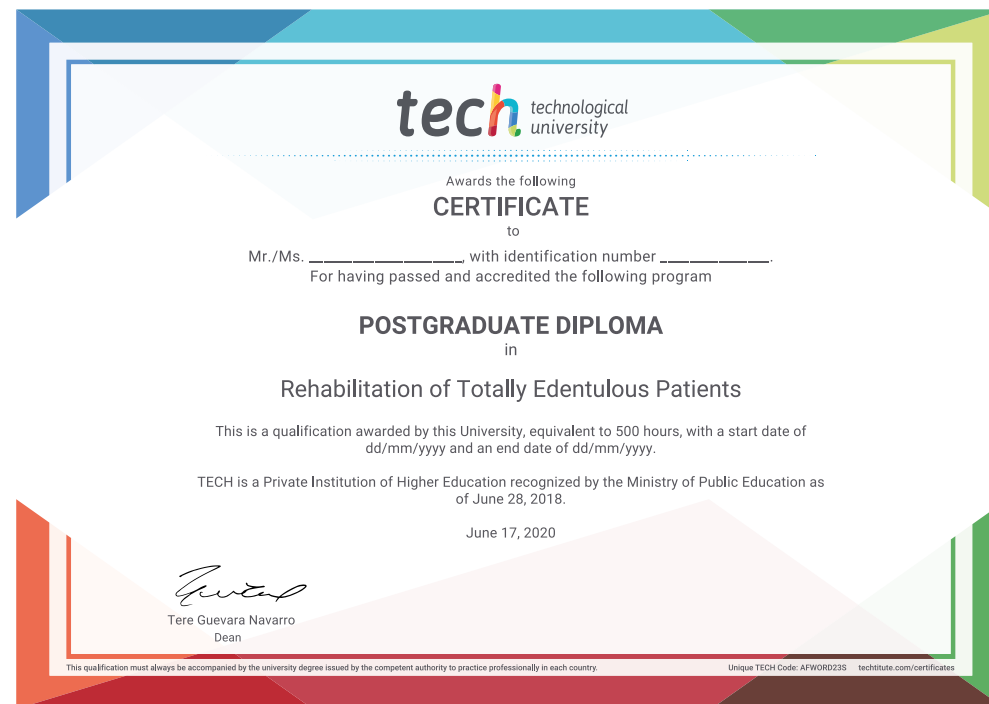 tech technological
university
Awards the following
CERTIFICATE
to
Mr./Ms. __________________, with identification number _____________.
For having passed and accredited the following program
POSTGRADUATE DIPLOMA
in
Rehabilitation of Totally Edentulous Patients
This is a qualification awarded by this University, equivalent to 500 hours, with a start date of
dd/mm/yyyy and an end date of dd/mm/yyyy.
TECH is a Private Institution of Higher Education recognized by the Ministry of Public Education as
of June 28, 2018.
June 17, 2020
Tere Guevara Navarro
Dean
This qualification must always be accompanied by the university degree issued by the competent authority to practice professionally in each country.
Unique TECH Code: AFWORD23S techtitute.com/certificates